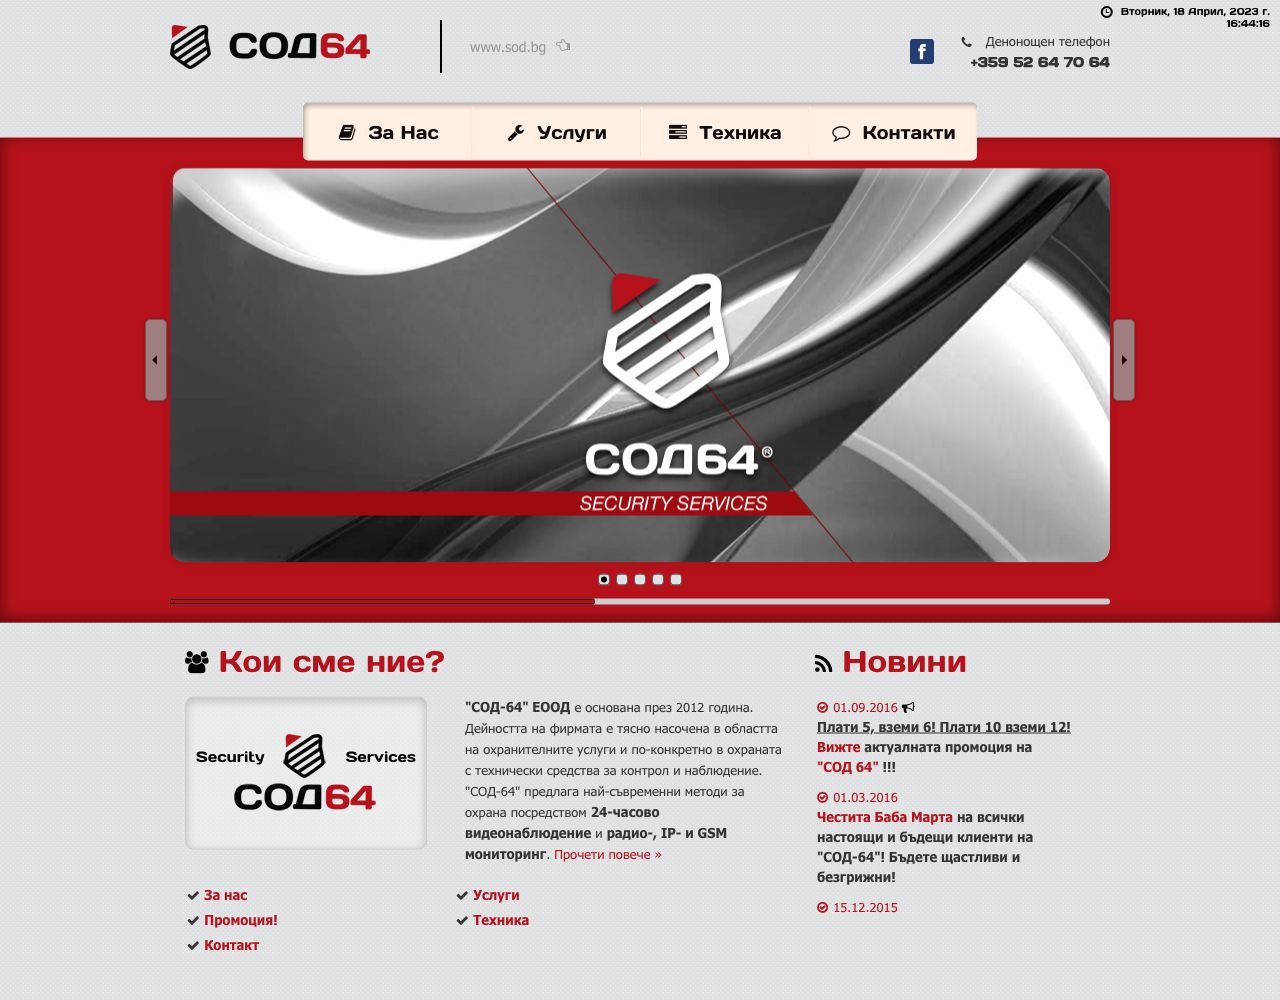 Вторник, 18 Април, 2023 г.
16:44:16
СОД64
www.sod.bg
Денонощен телефон
+359 52 64 70 64
За Нас
Услуги
Техника
Контакти
СОД64®
SECURITY SERVICES
Кои сме ние?
Security Services
СОД64
"СОД-64" ЕООД е основана през 2012 година.
Дейността на фирмата е тясно насочена в областта
на охранителните услуги и по-конкретно в охраната
с технически средства за контрол и наблюдение.
"СОД-64" предлага най-съвременни методи за
охрана посредством 24-часово
видеонаблюдение и радио-, IP- и GSM
мониторинг. Прочети повече »
За нас
Промоция!
Контакт
Услуги
Техника
Новини
01.09.2016
Плати 5, вземи 6! Плати 10 вземи 12!
Вижте актуалната промоция на
"СОД 64" !!!
01.03.2016
Честита Баба Марта на всички
настоящи и бъдещи клиенти на
"СОД-64"! Бъдете щастливи и
безгрижни!
15.12.2015